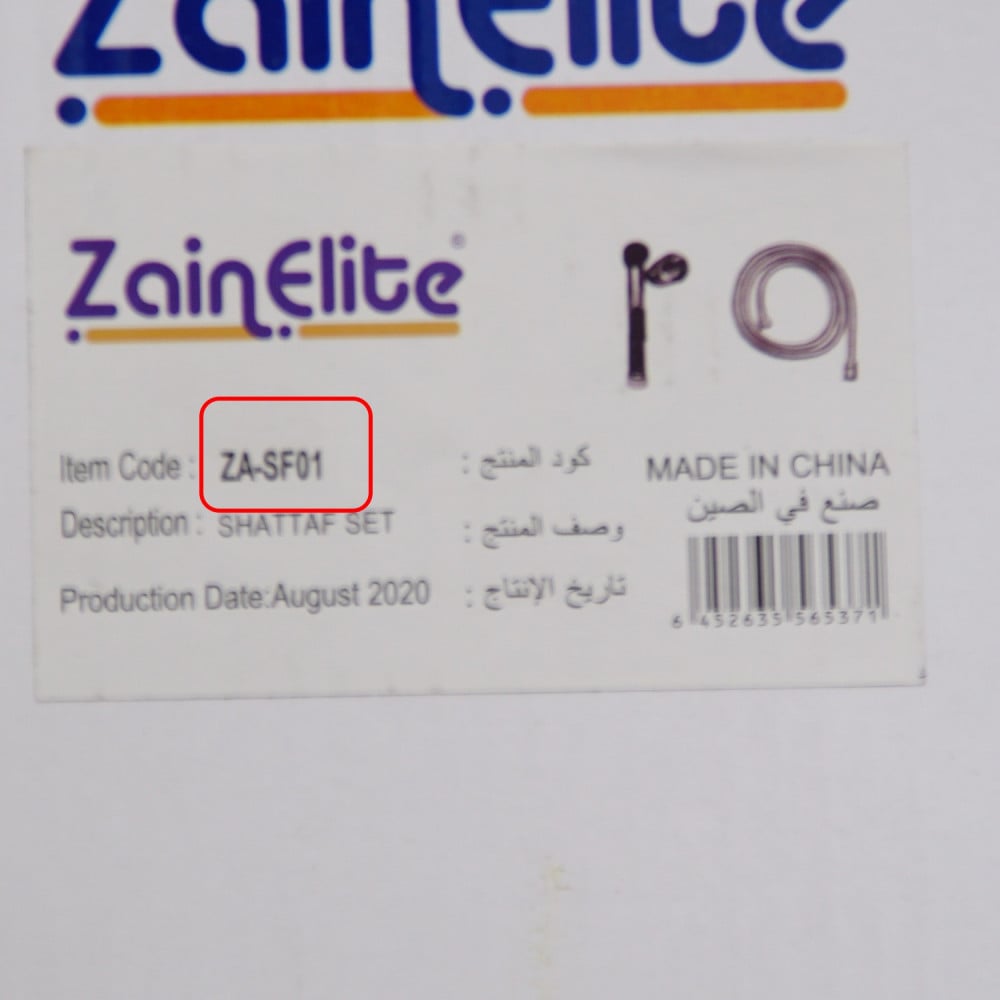 ZainElite
ZainElite®
Item Code : ZA-SF01 كود المنتج :
Description : SHATTAF SET وصف المنتج :
Production Date:August 2020 تاريخ الإنتاج :
MADE IN CHINA
صنع في الصين
6 452635 565371